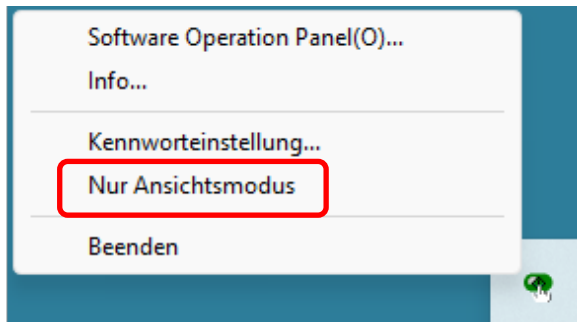 Software Operation Panel(O)...
Info...
Kennworteinstellung...
Nur Ansichtsmodus
Beenden